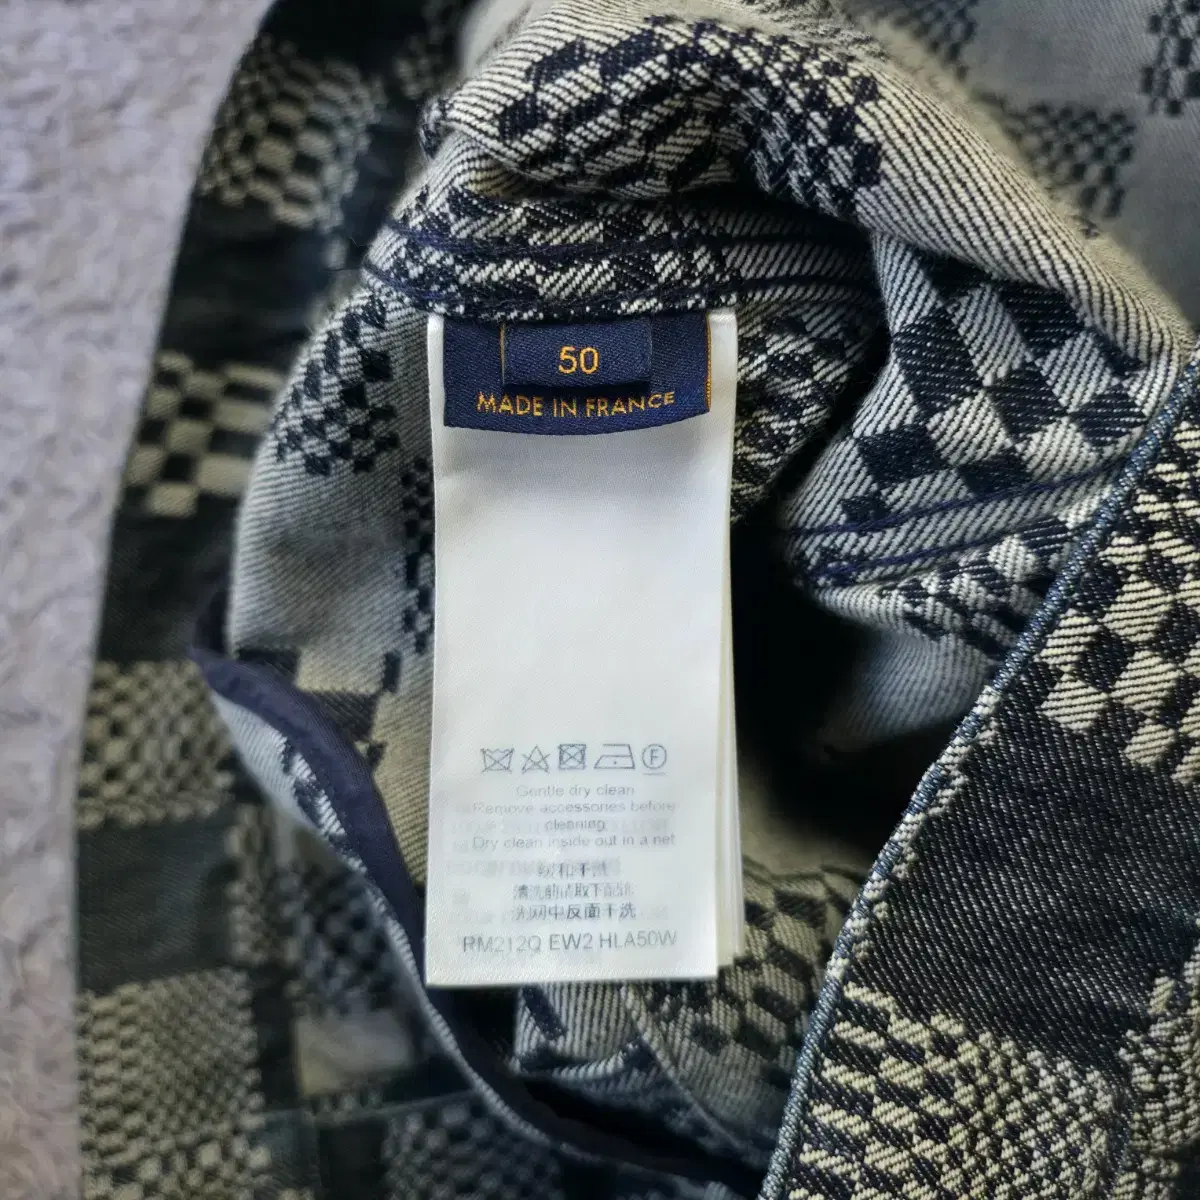 50
MADE IN FRANCE
F
Gentle dry clean
Remove accessories before
cleaning
Dry clean inside out in a net
缓和干洗
清洗前请取下配饰
洗网中反面干洗
RM212Q EW2 HLA50W